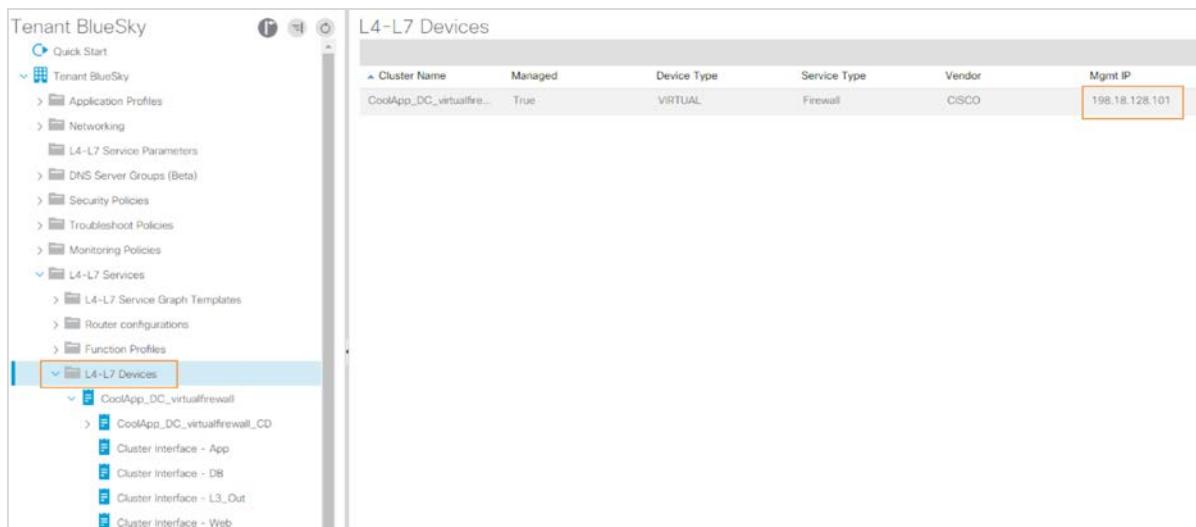 Tenant BlueSky
Quick Start
Tenant BlueSky
Application Profiles
Networking
L4-L7 Service Parameters
DNS Server Groups (Beta)
Security Policies
Troubleshoot Policies
Monitoring Policies
L4-L7 Services
L4-L7 Service Graph Templates
Router configurations
Function Profiles
L4-L7 Devices
CoolApp_DC_virtualfirewall
CoolApp_DC_virtualfirewall_CD
Cluster Interface - App
Cluster Interface - DB
Cluster Interface - L3_Out
Cluster Interface - Web
L4-L7 Devices
Cluster Name Managed Device Type Service Type Vendor Mgmt IP
CoolApp_DC_virtualfire... True VIRTUAL Firewall CISCO 198.18.128.101